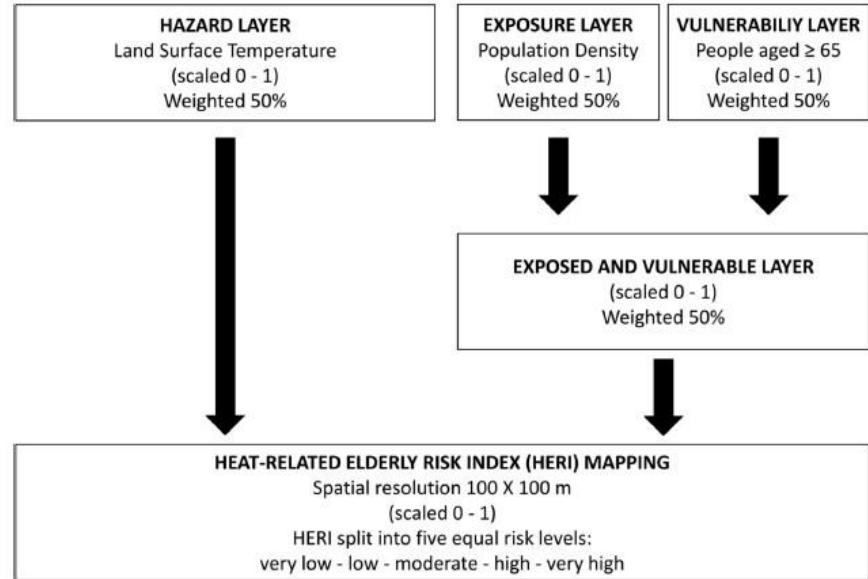 HAZARD LAYER
Land Surface Temperature
(scaled 0 - 1)
Weighted 50%
EXPOSURE LAYER
Population Density
(scaled 0 - 1)
Weighted 50%
VULNERABILIY LAYER
People aged ≥ 65
(scaled 0 - 1)
Weighted 50%
EXPOSED AND VULNERABLE LAYER
(scaled 0 - 1)
Weighted 50%
HEAT-RELATED ELDERLY RISK INDEX (HERI) MAPPING
Spatial resolution 100 X 100 m
(scaled 0 - 1)
HERI split into five equal risk levels:
very low - low - moderate - high - very high